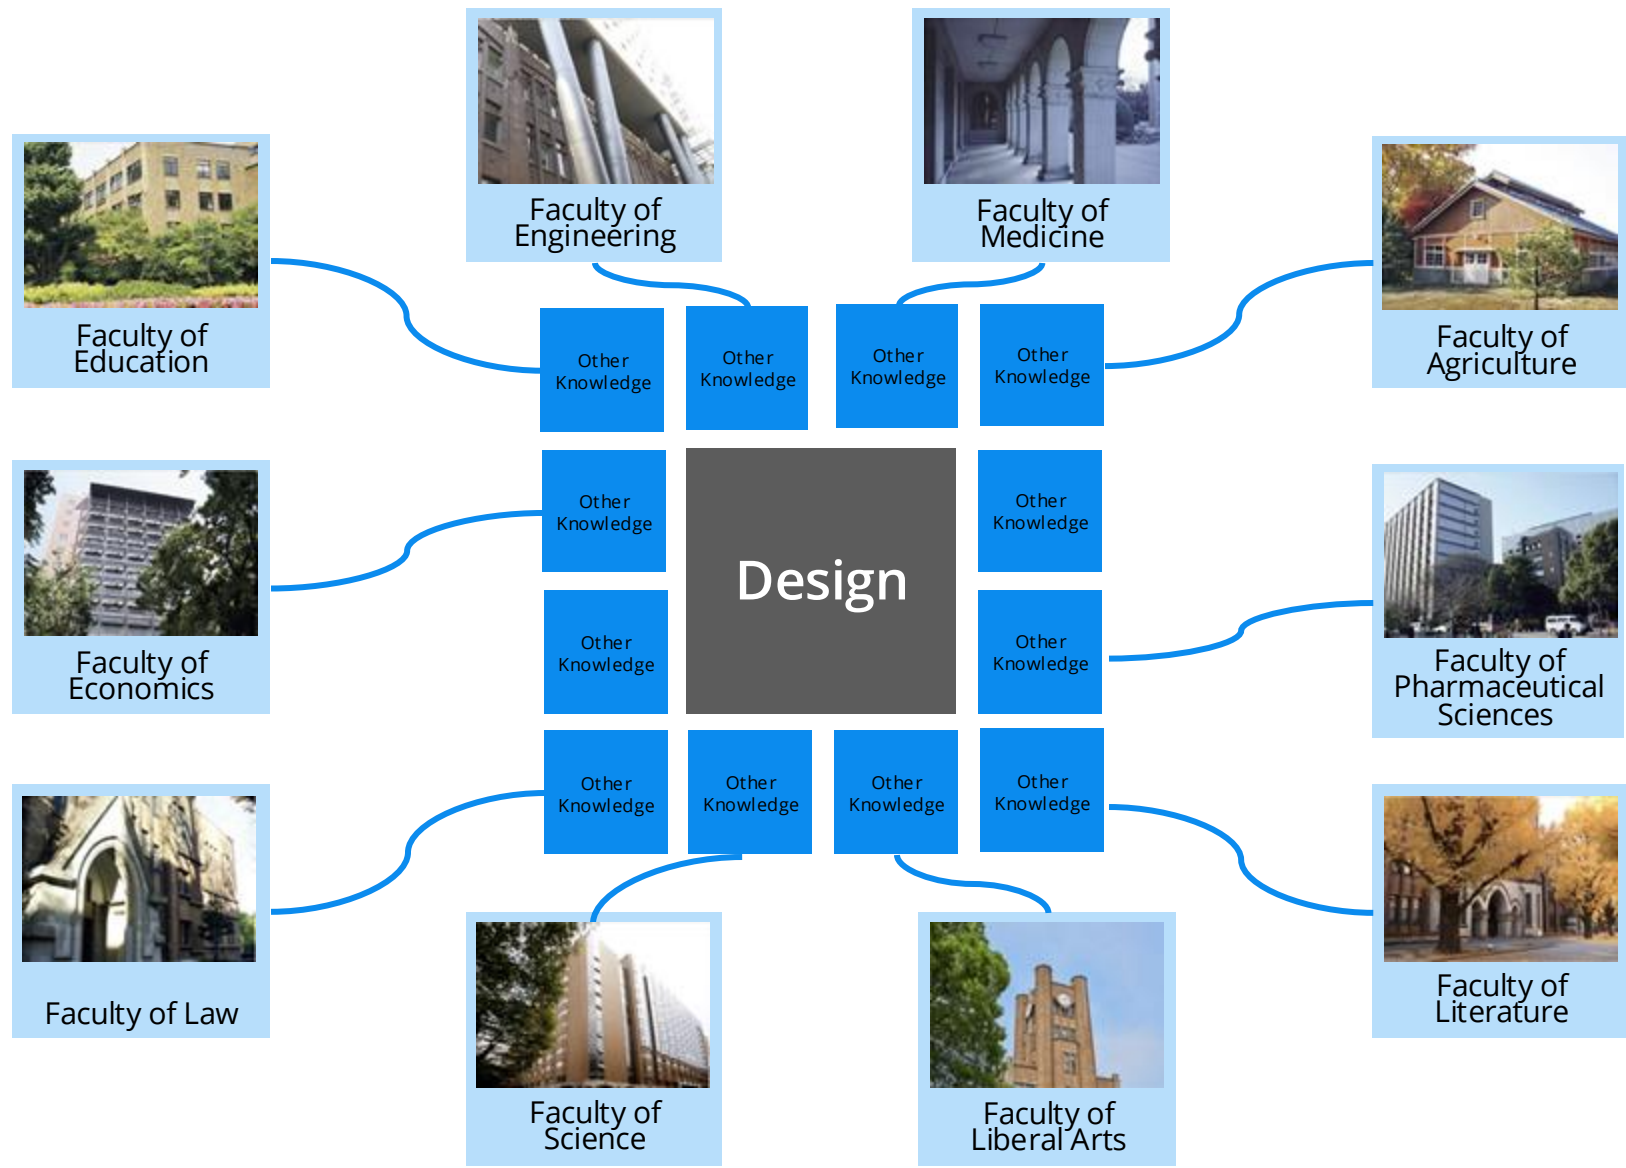 Faculty of
Engineering
Faculty of
Medicine
Faculty of
Education
Faculty of
Agriculture
Other
Knowledge
Other
Knowledge
Other
Knowledge
Other
Knowledge
Faculty of
Economics
Other
Knowledge
Design
Other
Knowledge
Faculty of
Pharmaceutical
Sciences
Other
Knowledge
Other
Knowledge
Faculty of Law
Other
Knowledge
Other
Knowledge
Other
Knowledge
Other
Knowledge
Faculty of
Literature
Faculty of
Science
Faculty of
Liberal Arts